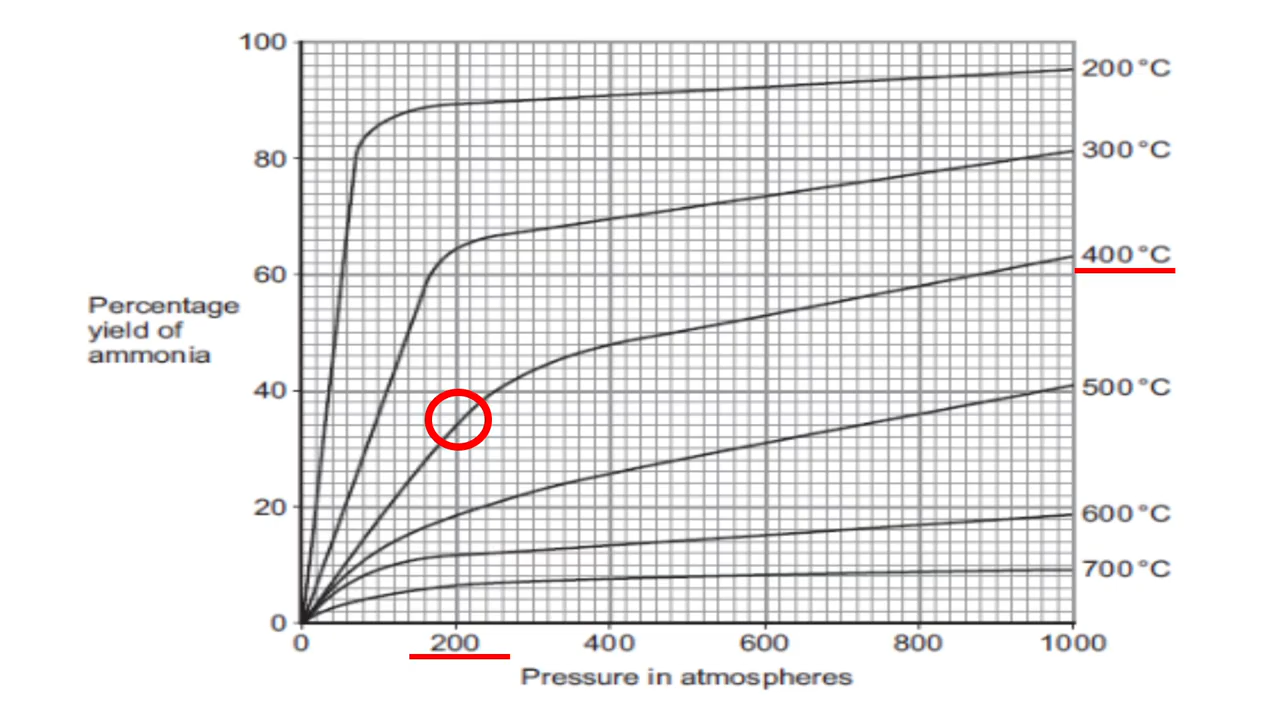 100
200°C
80
300°C
60
400°C
Percentage
yield of
ammonia
40
500°C
20
600°C
700°C
0
0 200 400 600 800 1000
Pressure in atmospheres